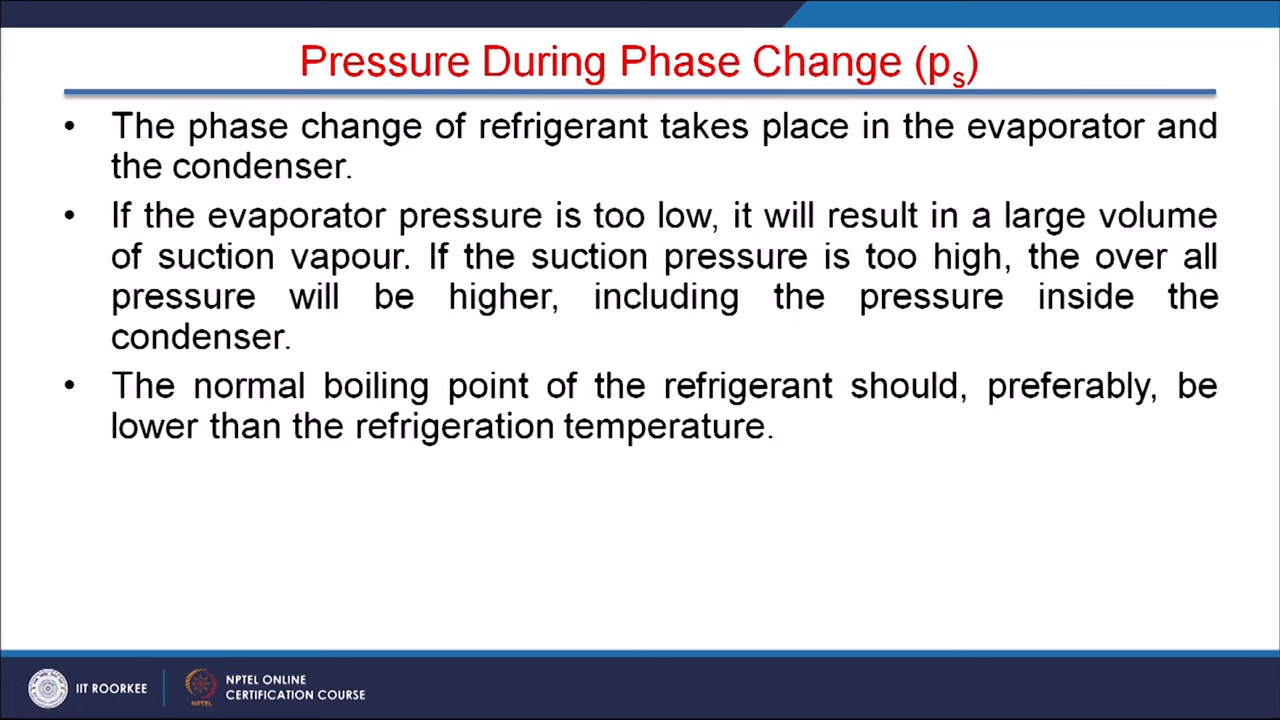 Pressure During Phase Change (ps)
• The phase change of refrigerant takes place in the evaporator and
the condenser.
• If the evaporator pressure is too low, it will result in a large volume
of suction vapour. If the suction pressure is too high, the over all
pressure will be higher, including the pressure inside the
condenser.
• The normal boiling point of the refrigerant should, preferably, be
lower than the refrigeration temperature.
IIT ROORKEE
NPTEL
NPTEL ONLINE
CERTIFICATION COURSE